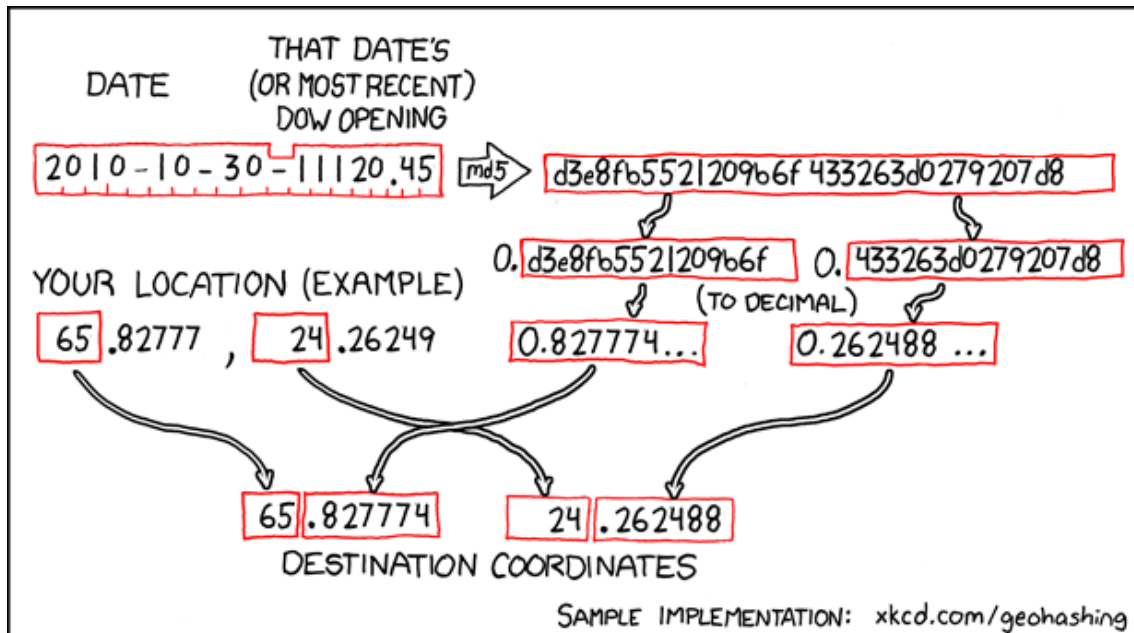 DATE
THAT DATE'S
(OR MOST RECENT)
DOW OPENING
2010-10-30-11120.45
md5
d3e8fb5521209b6f433263d0279207d8
0.d3e8fb5521209b6f
0.433263d0279207d8
YOUR LOCATION (EXAMPLE)
(TO DECIMAL)
65.82777, 24.26249
0.827774...
0.262488...
65.827774
24.262488
DESTINATION COORDINATES
SAMPLE IMPLEMENTATION: xkcd.com/geohashing